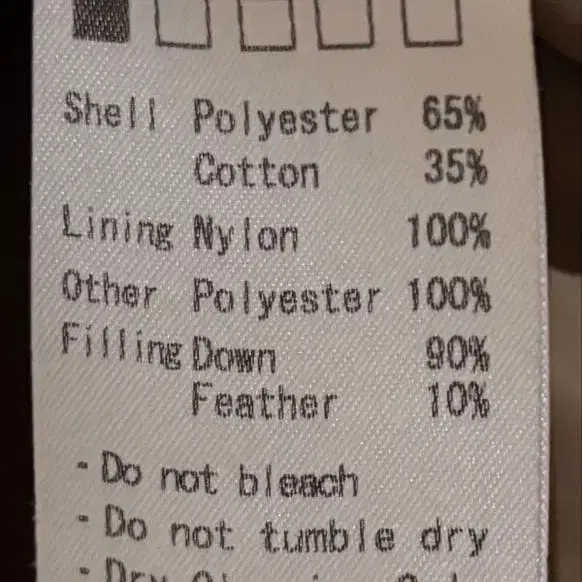 Shell Polyester 65%
Cotton 35%
Lining Nylon 100%
Other Polyester 100%
Filling Down 90%
Feather 10%
- Do not bleach
- Do not tumble dry
- Dry